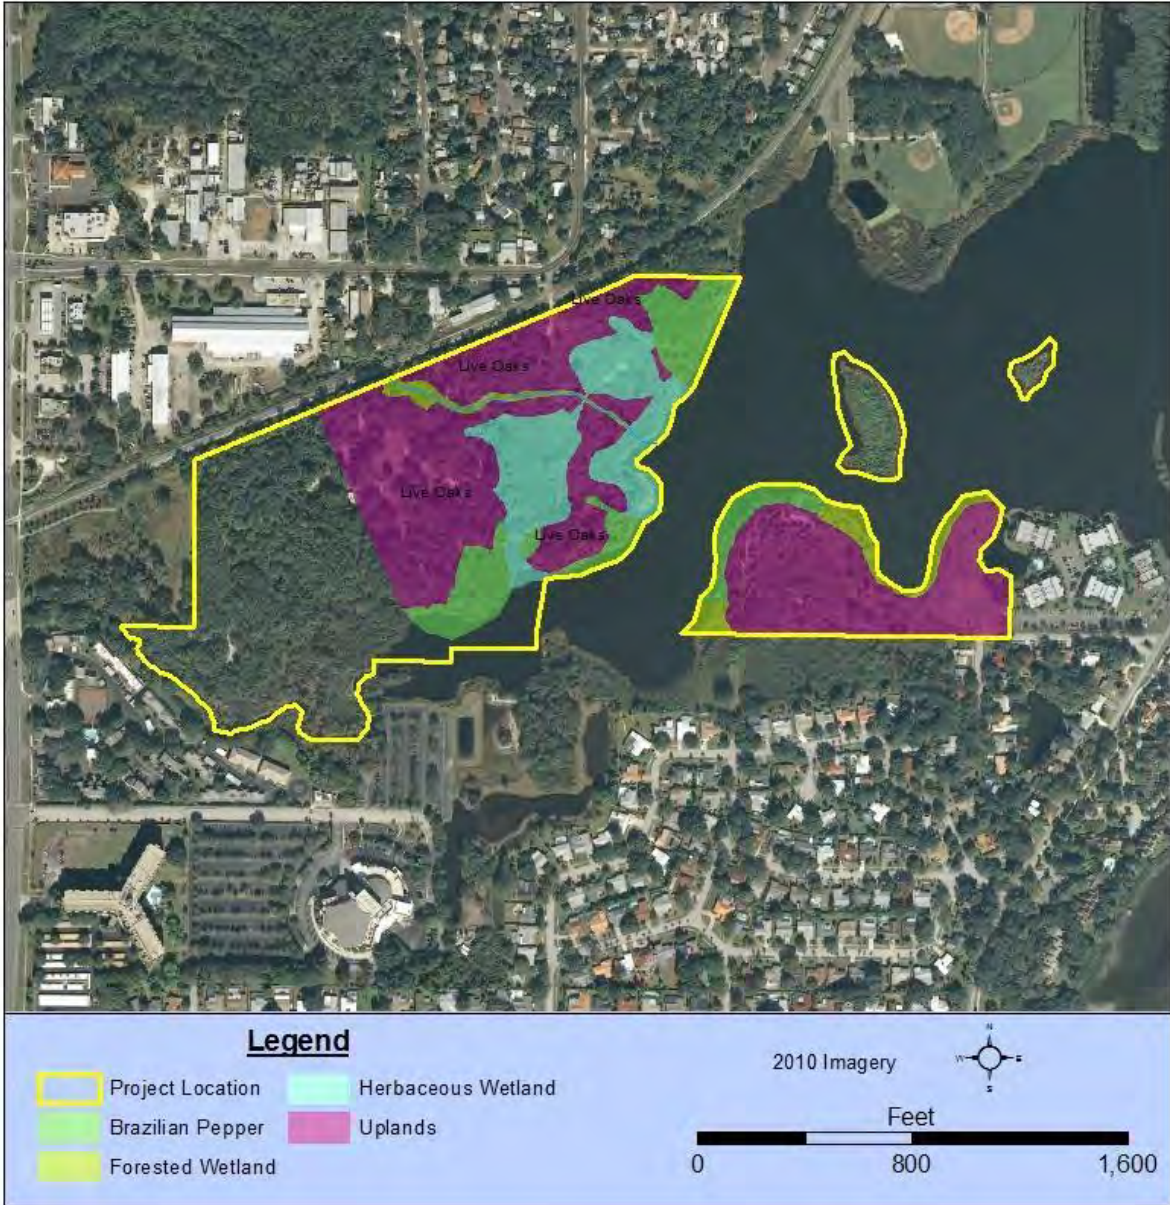 Live Oaks
Live Oaks
Live Oaks
Live Oaks
Legend
Project Location
Brazilian Pepper
Forested Wetland
Herbaceous Wetland
Uplands
2010 Imagery
N
W E
S
Feet
0 800 1,600